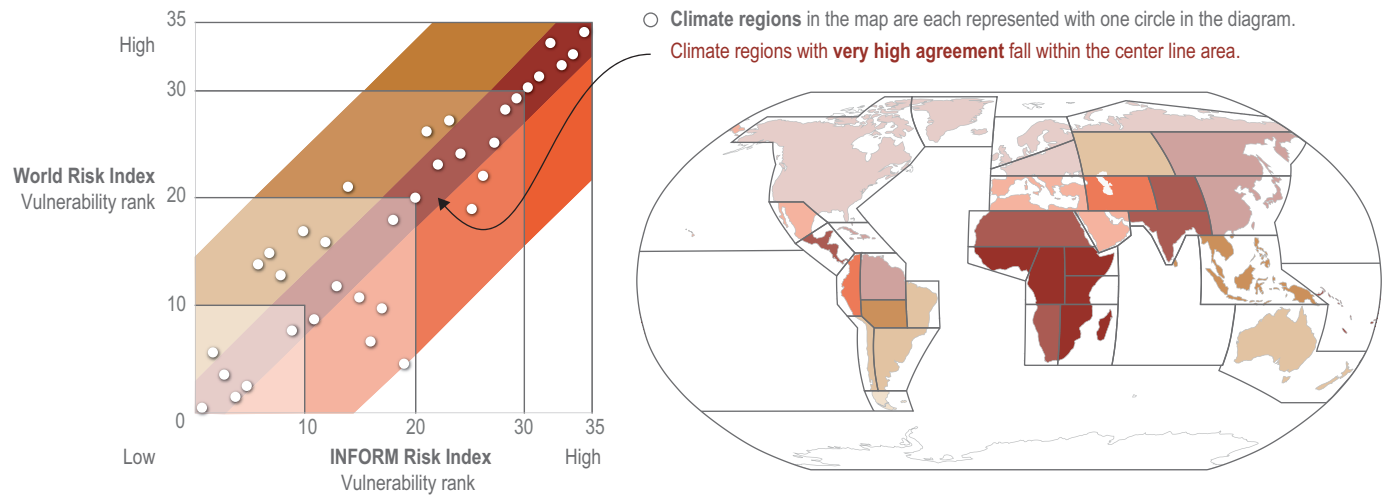 35
High
30
World Risk Index
Vulnerability rank
20
10
0
10
20
30
35
Low
INFORM Risk Index
High
Vulnerability rank
Climate regions in the map are each represented with one circle in the diagram.
Climate regions with very high agreement fall within the center line area.